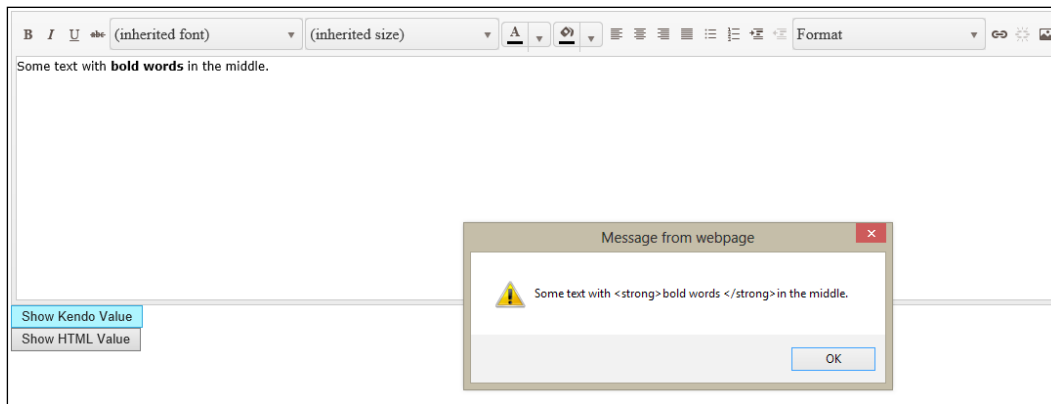 B I U abc (inherited font) (inherited size) A Format
Some text with bold words in the middle.
Message from webpage
Some text with <strong>bold words </strong>in the middle.
OK
Show Kendo Value
Show HTML Value